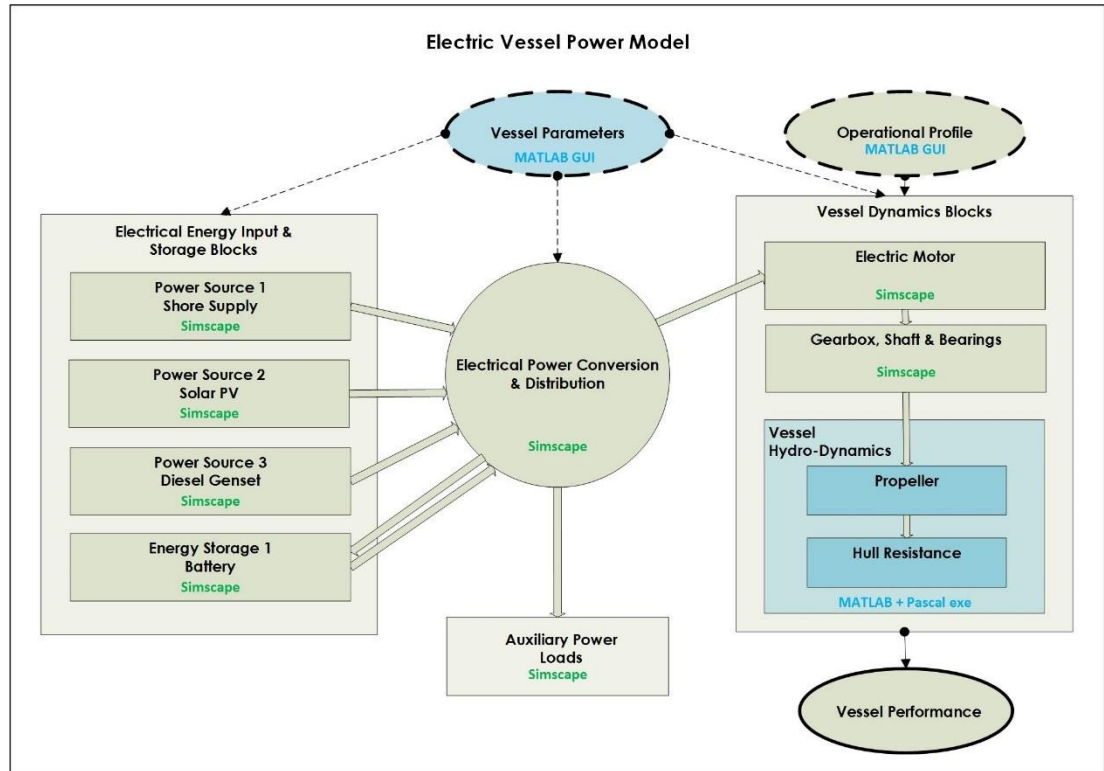 Electric Vessel Power Model
Vessel Parameters
MATLAB GUI
Operational Profile
MATLAB GUI
Electrical Energy Input &
Storage Blocks
Power Source 1
Shore Supply
Simscape
Power Source 2
Solar PV
Simscape
Power Source 3
Diesel Genset
Simscape
Energy Storage 1
Battery
Simscape
Electrical Power Conversion
& Distribution
Simscape
Auxiliary Power
Loads
Simscape
Vessel Dynamics Blocks
Electric Motor
Simscape
Gearbox, Shaft & Bearings
Simscape
Vessel
Hydro-Dynamics
Propeller
Hull Resistance
MATLAB + Pascal exe
Vessel Performance